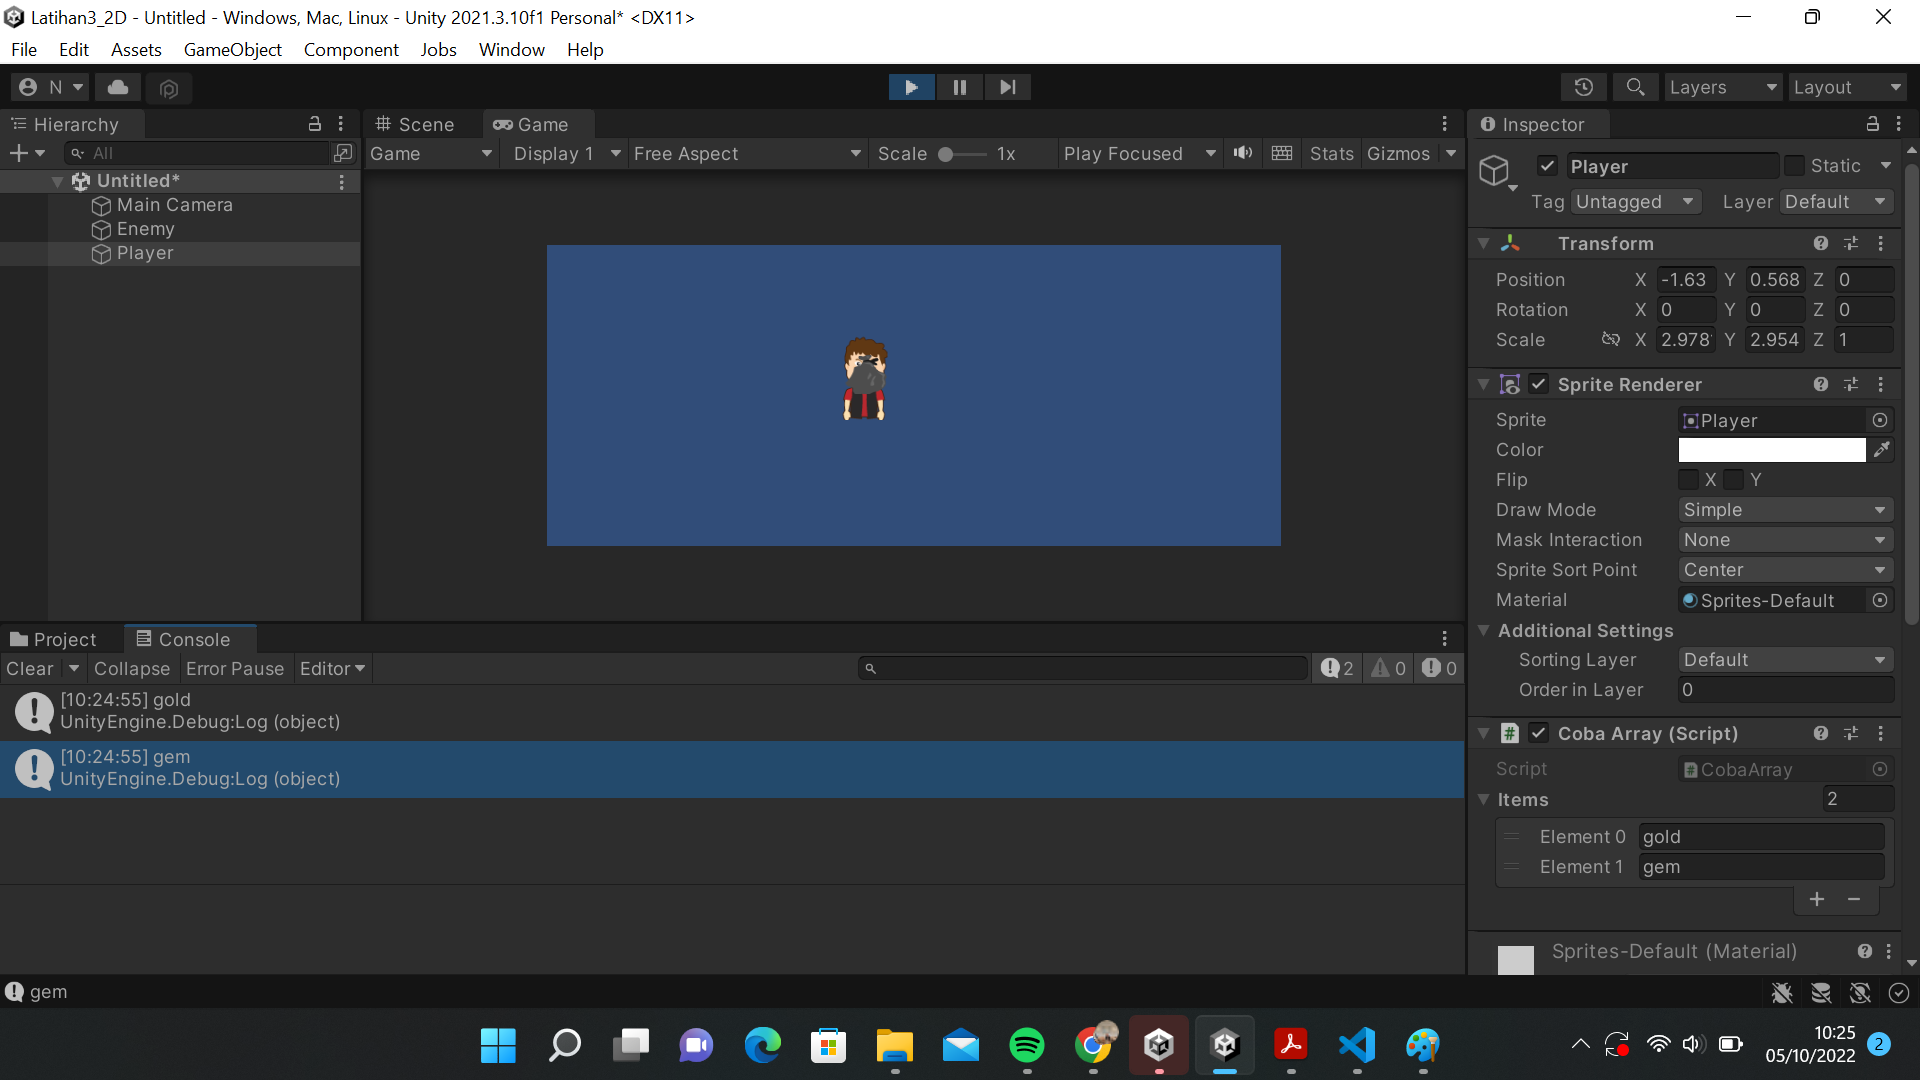 Latihan3_2D - Untitled - Windows, Mac, Linux - Unity 2021.3.10f1 Personal* <DX11>
File Edit Assets GameObject Component Jobs Window Help
N Layers Layout
Hierarchy
All
Untitled*
Main Camera
Enemy
Player
# Scene Game
Game Display 1 Free Aspect Scale 1x Play Focused Stats Gizmos
Inspector
Player Static
Tag Untagged Layer Default
Transform
Position X -1.63 Y 0.568 Z 0
Rotation X 0 Y 0 Z 0
Scale X 2.978 Y 2.954 Z 1
Sprite Renderer
Sprite Player
Color
Flip X Y
Draw Mode Simple
Mask Interaction None
Sprite Sort Point Center
Material Sprites-Default
Additional Settings
Sorting Layer Default
Order in Layer 0
# Coba Array (Script)
Script #CobaArray
Items 2
Element 0 gold
Element 1 gem
+ −
Sprites-Default (Material)
Project Console
Clear Collapse Error Pause Editor 2 0 0
[10:24:55] gold
UnityEngine.Debug:Log (object)
[10:24:55] gem
UnityEngine.Debug:Log (object)
gem
10:25
05/10/2022 2